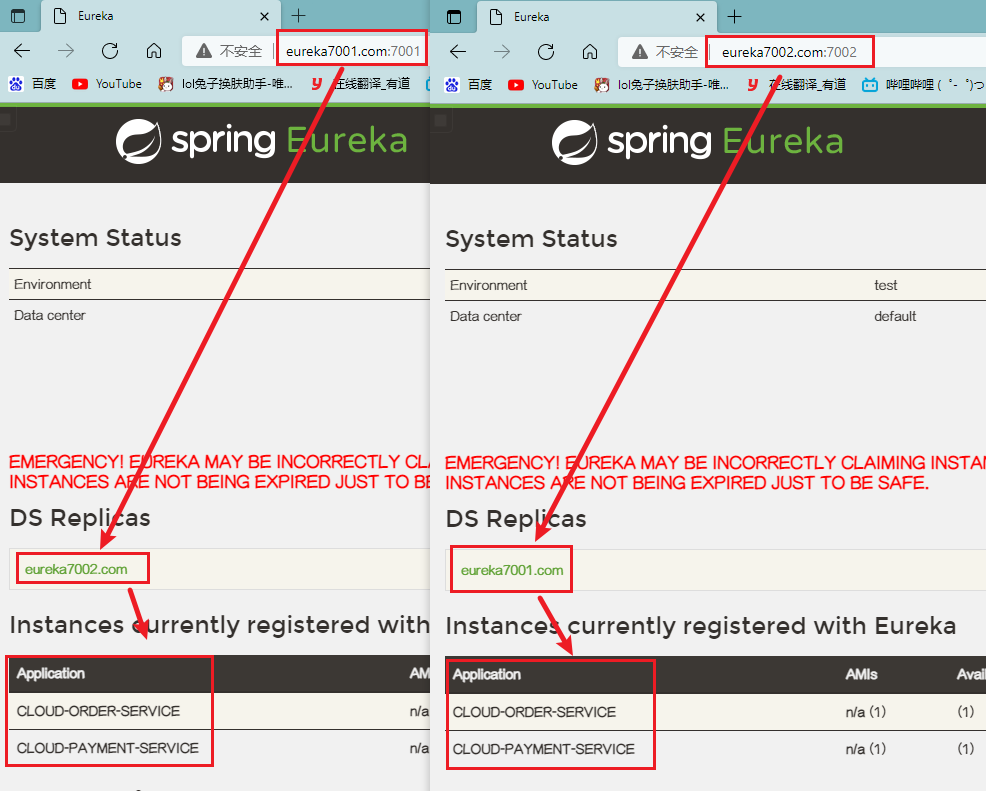 Eureka
不安全 eureka7001.com:7001
百度 YouTube lol兔子换肤助手-唯... 在线翻译_有道
spring Eureka
System Status
Environment
Data center
EMERGENCY! EUREKA MAY BE INCORRECTLY
INSTANCES ARE NOT BEING EXPIRED JUST TO
DS Replicas
eureka7002.com
Instances currently registered with
Application
CLOUD-ORDER-SERVICE n/a
CLOUD-PAYMENT-SERVICE n/a
Eureka
不安全 eureka7002.com:7002
百度 YouTube lol兔子换肤助手-唯... 在线翻译_有道 哔哩哔哩 ( ゜- ゜)つ
spring Eureka
System Status
Environment test
Data center default
EMERGENCY! EUREKA MAY BE INCORRECTLY CLAIMING
INSTANCES ARE NOT BEING EXPIRED JUST TO BE SAFE.
DS Replicas
eureka7001.com
Instances currently registered with Eureka
Application AMIs
CLOUD-ORDER-SERVICE n/a (1) (1)
CLOUD-PAYMENT-SERVICE n/a (1) (1)